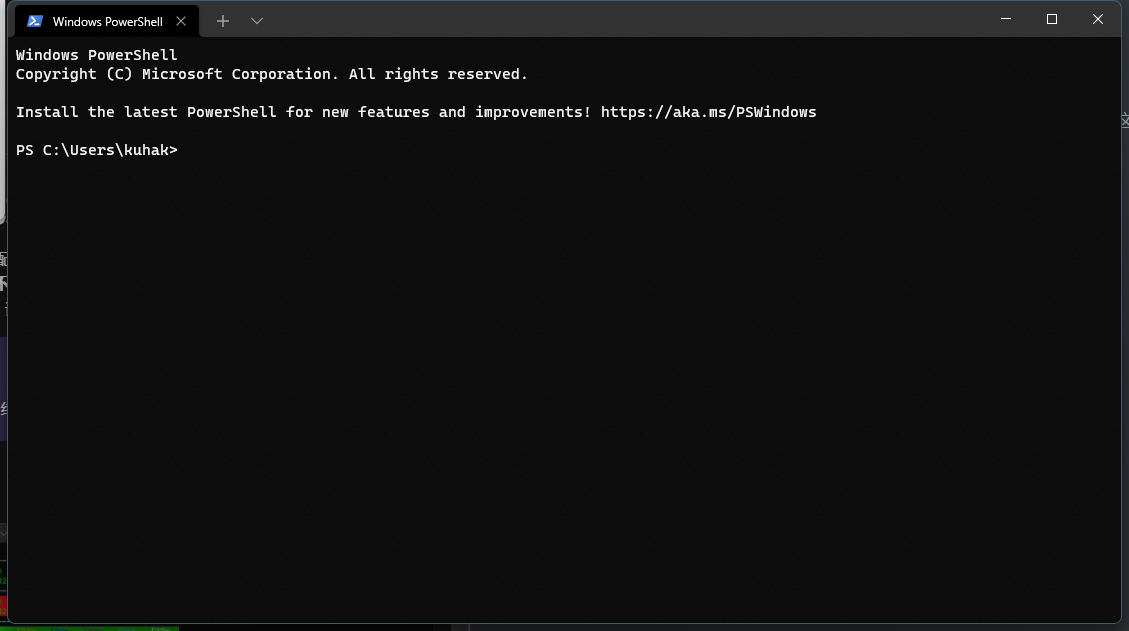 Windows PowerShell
Windows PowerShell
Copyright (C) Microsoft Corporation. All rights reserved.
Install the latest PowerShell for new features and improvements! https://aka.ms/PSWindows
PS C:\Users\kuhak>